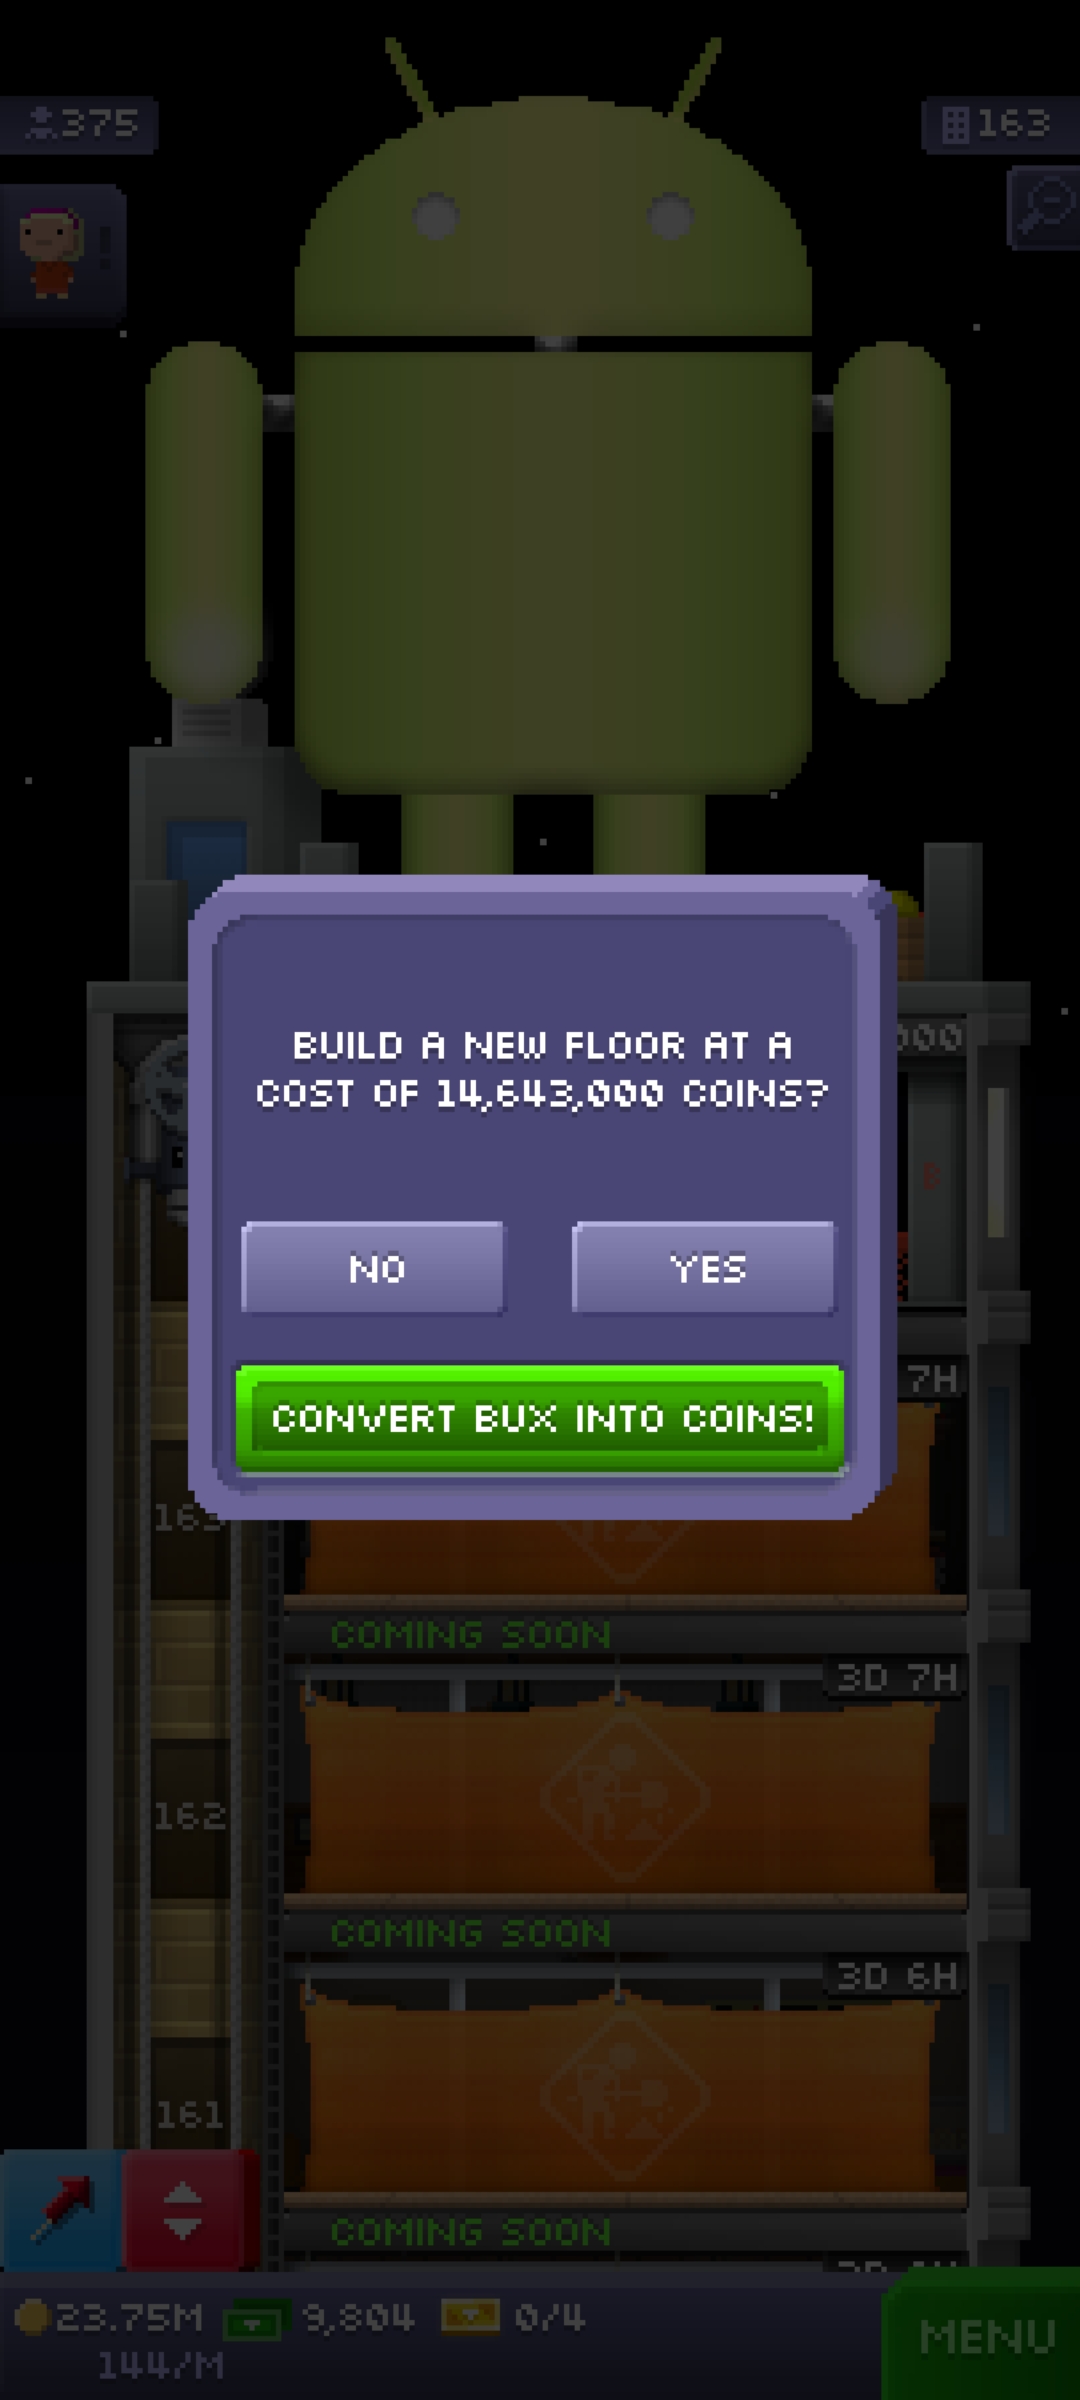 375
163
BUILD A NEW FLOOR AT A
COST OF 14,643,000 COINS?
B
NO
YES
7H
CONVERT BUX INTO COINS!
163
COMING SOON
3D 7H
162
COMING SOON
3D 6H
161
COMING SOON
23.75M 9,804 0/4
144/M
MENU